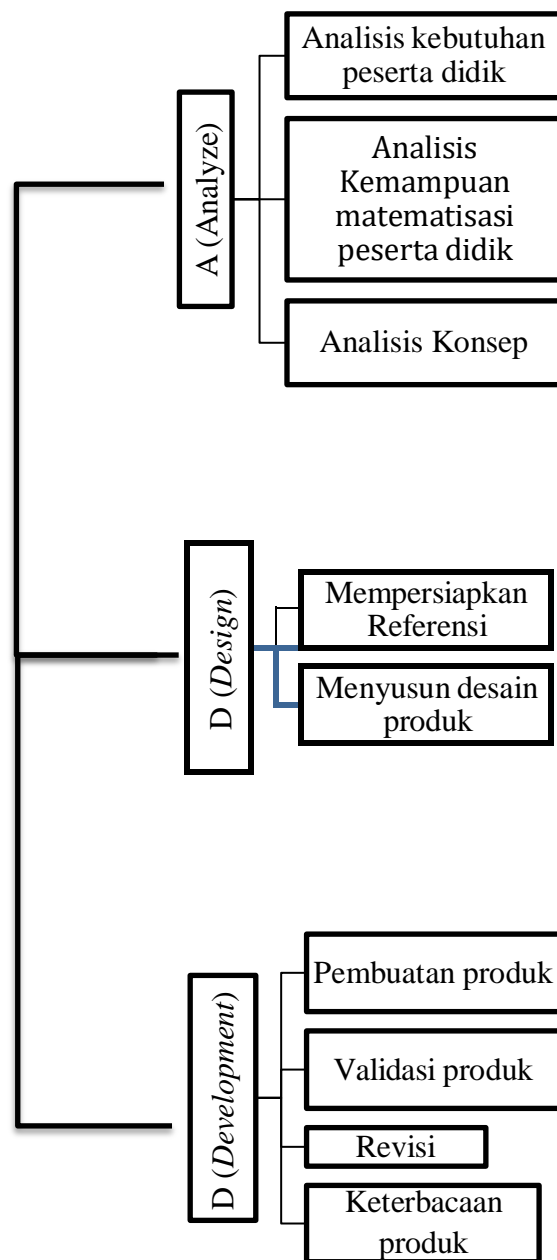 A (Analyze)
Analisis kebutuhan
peserta didik
Analisis
Kemampuan
matematisasi
peserta didik
Analisis Konsep
D (Design)
Mempersiapkan
Referensi
Menyusun desain
produk
D (Development)
Pembuatan produk
Validasi produk
Revisi
Keterbacaan
produk